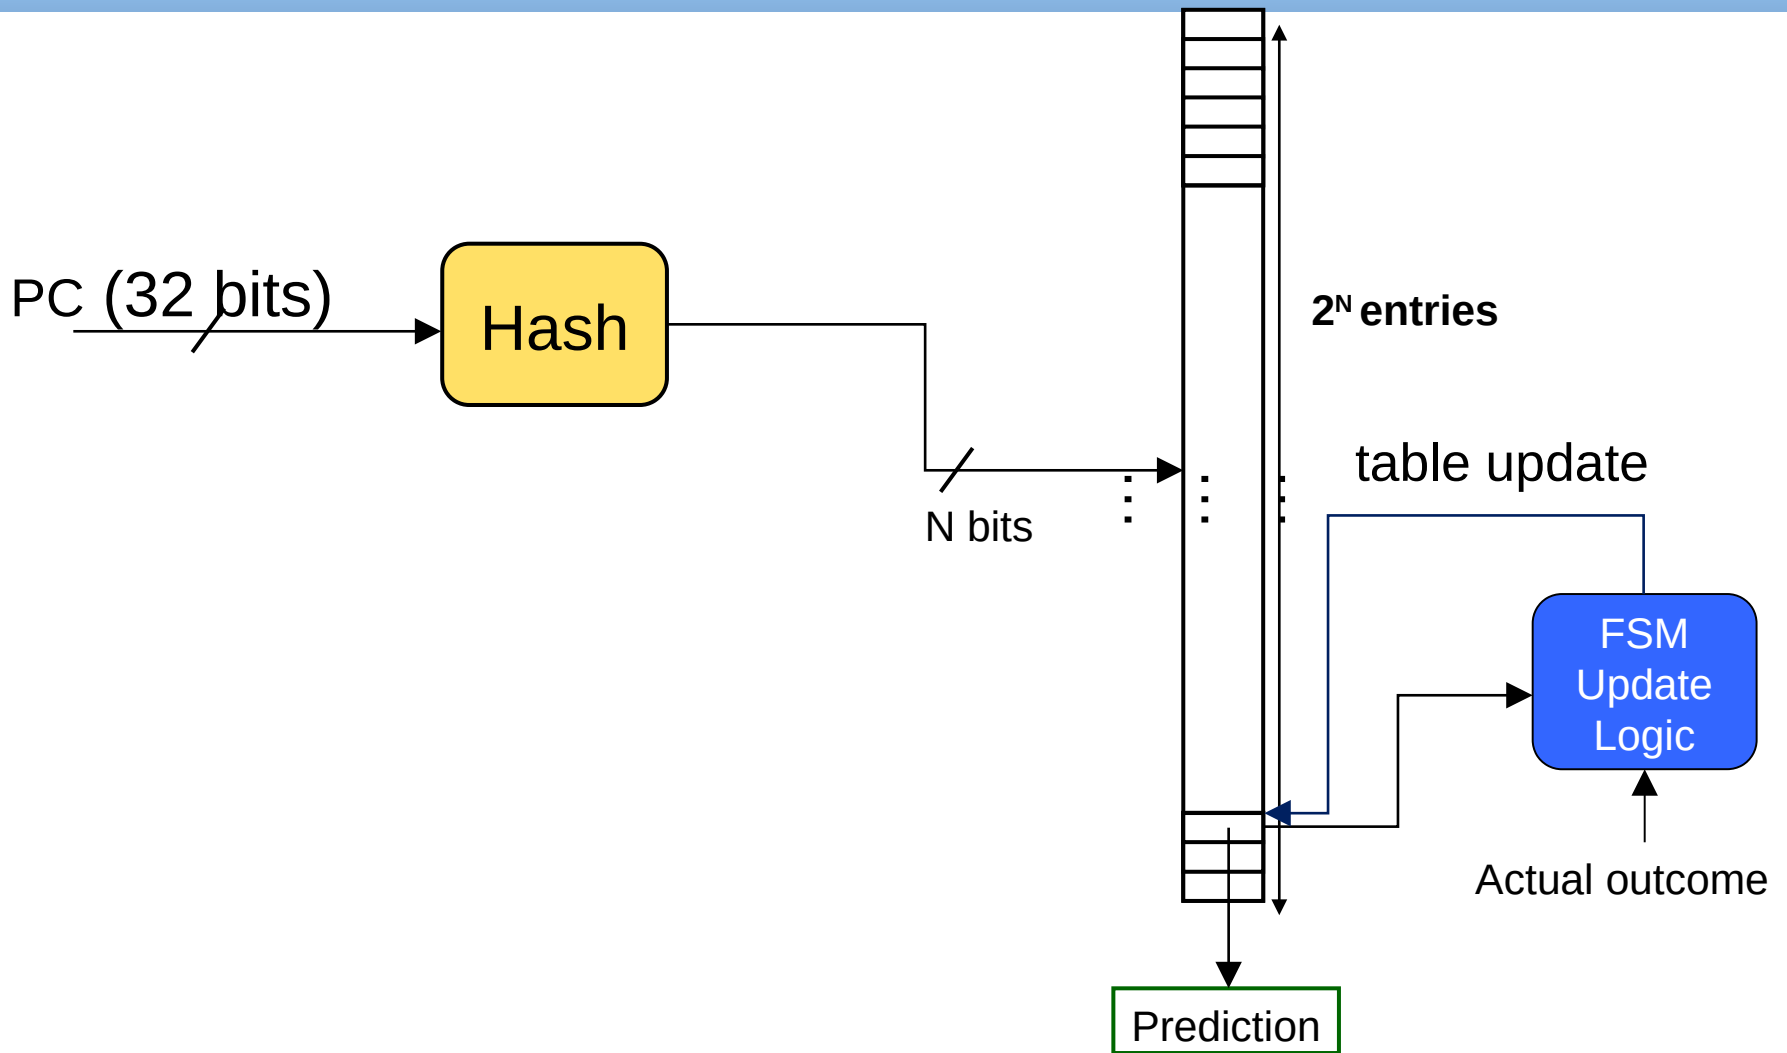 PC (32 bits)
Hash
2ᴺ entries
table update
N bits
FSM
Update
Logic
Actual outcome
Prediction